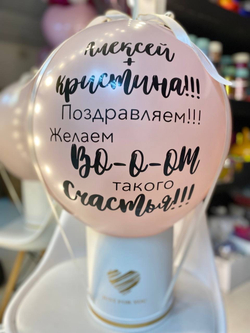 Алексей
+
Кристина!!!
Поздравляем!!!
Желаем
ВО-О-ОТ
такого
Счастья!!!